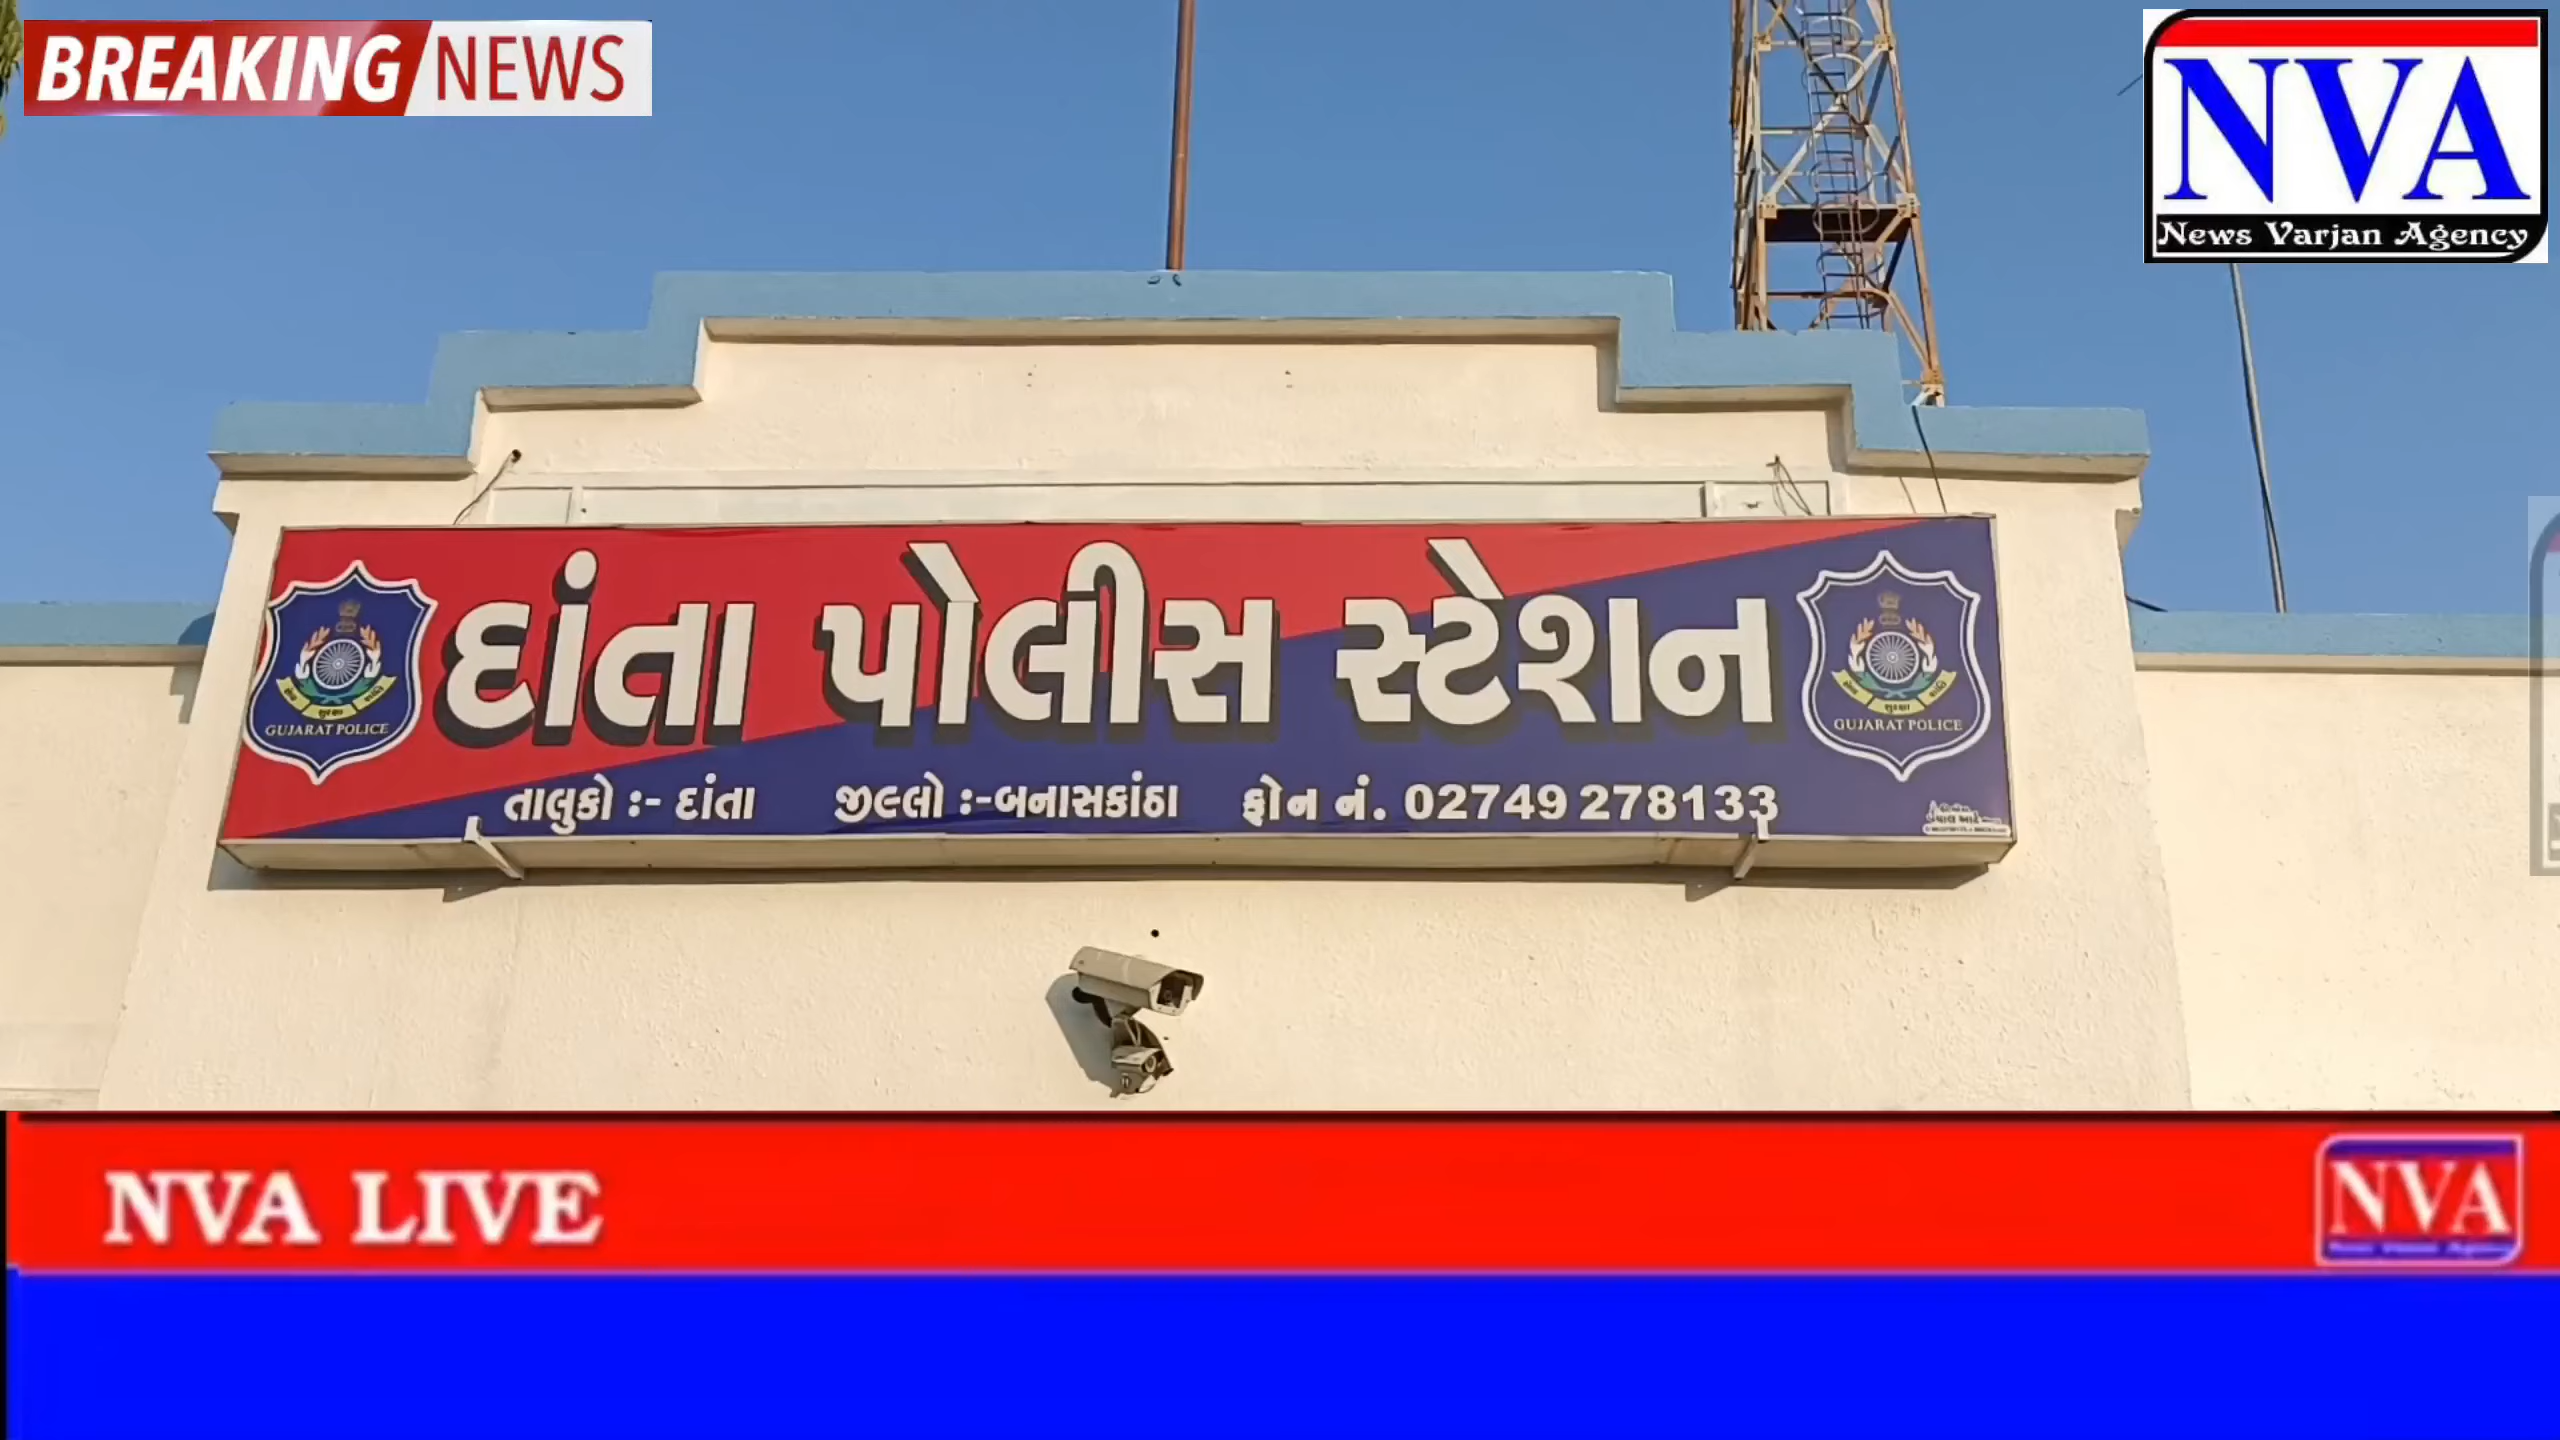 BREAKING NEWS
NVA
News Varjan Agency
દાંતા પોલીસ સ્ટેશન
GUJARAT POLICE
GUJARAT POLICE
તાલુકો :- દાંતા જીલ્લો :-બનાસકાંઠા ફોન નં. 02749 278133
NVA LIVE
NVA